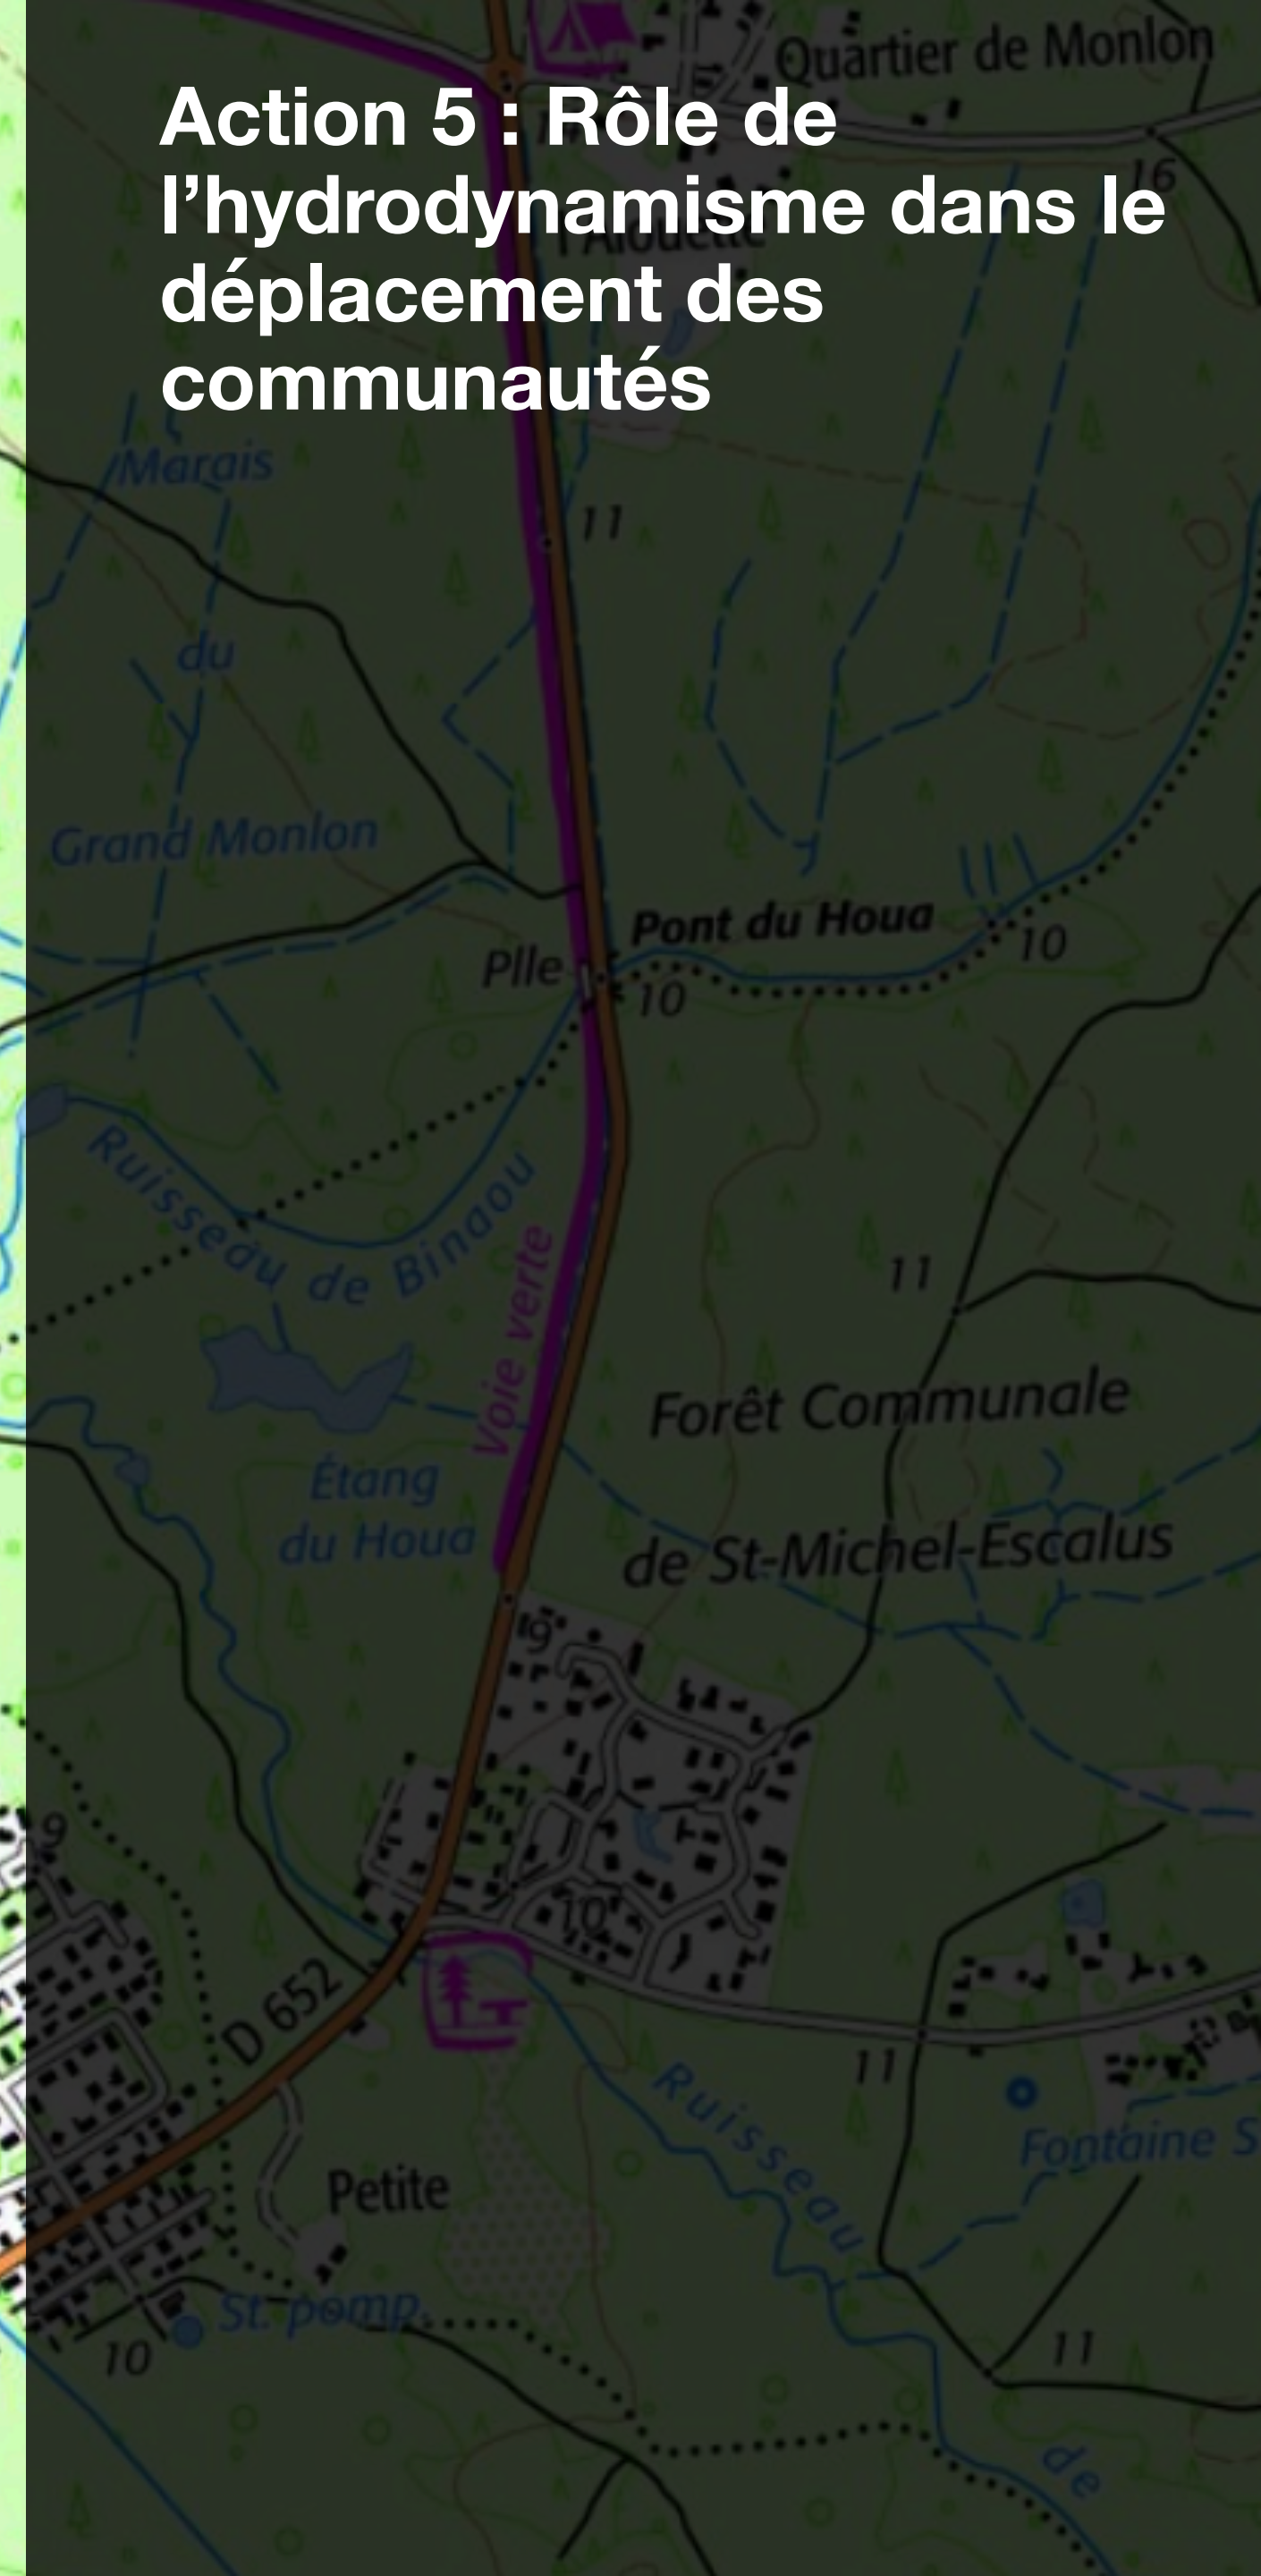 Quartier de Monlon
Action 5 : Rôle de
l’hydrodynamisme dans le
déplacement des
communautés
16
l'Alouette
Marais
11
du
Grand Monlon
Pont du Houa
Plle
10
10
Ruisseau de Binaou
Voie verte
11
Forêt Communale
Étang
du Houa
de St-Michel-Escalus
9
9
10
D 652
11
Ruisseau
Fontaine S
Petite
St. pomp.
10
11
de